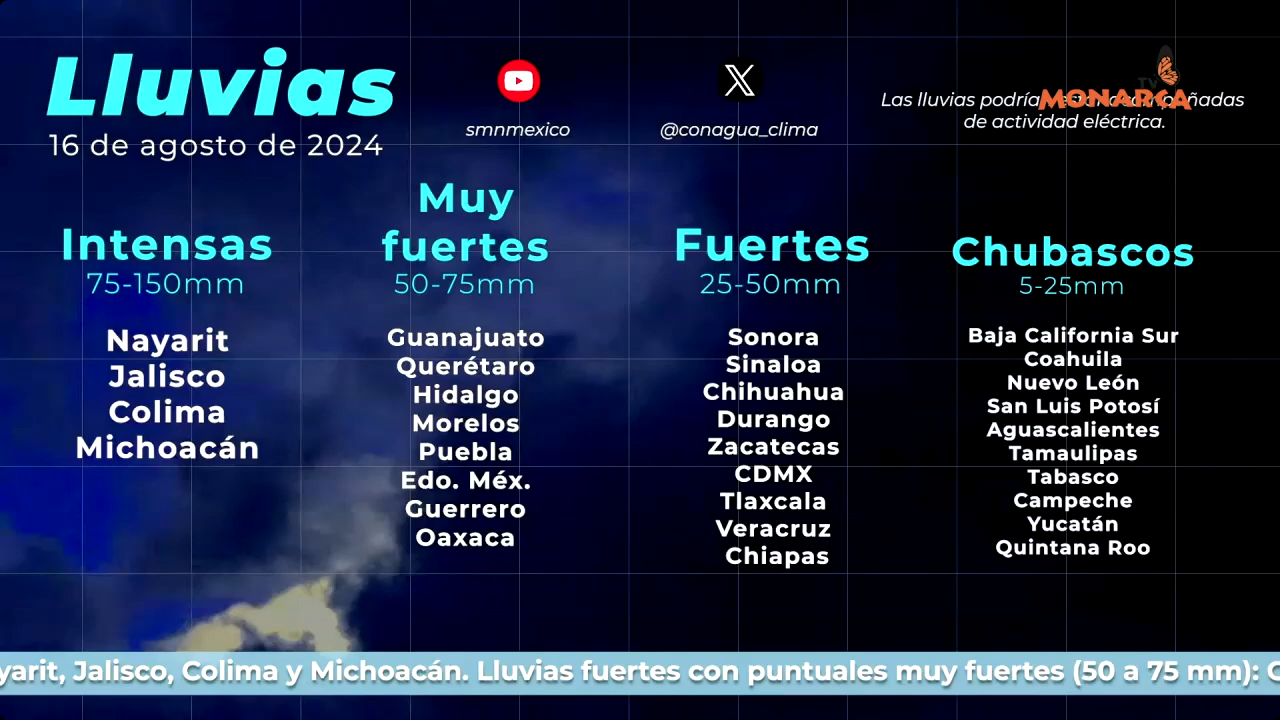 Lluvias
16 de agosto de 2024
smnmexico
@conagua_clima
TV
MONARCA
Las lluvias
de actividad eléctrica.
Intensas
75-150mm
Nayarit
Jalisco
Colima
Michoacán
Muy
fuertes
50-75mm
Guanajuato
Querétaro
Hidalgo
Morelos
Puebla
Edo. Méx.
Guerrero
Oaxaca
Fuertes
25-50mm
Sonora
Sinaloa
Chihuahua
Durango
Zacatecas
CDMX
Tlaxcala
Veracruz
Chiapas
Chubascos
5-25mm
Baja California Sur
Coahuila
Nuevo León
San Luis Potosí
Aguascalientes
Tamaulipas
Tabasco
Campeche
Yucatán
Quintana Roo
yarit, Jalisco, Colima y Michoacán. Lluvias fuertes con puntuales muy fuertes (50 a 75 mm):